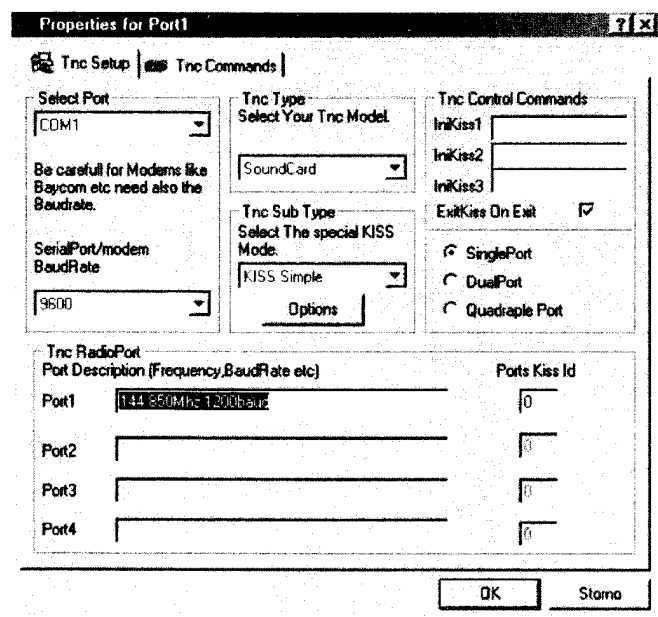 Properties for Port1
Tnc Setup
Tnc Commands
Select Port
COM1
Be carefull for Modems like
Baycom etc need also the
Baudrate.
SerialPort/modem
BaudRate
9600
Tnc Type
Select Your Tnc Model.
SoundCard
Tnc Sub Type
Select The special KISS
Mode.
KISS Simple
Options
Tnc Control Commands
IniKiss1
IniKiss2
IniKiss3
ExitKiss On Exit
SinglePort
DualPort
Quadraple Port
Tnc RadioPort
Port Description (Frequency,BaudRate etc)
Ports Kiss Id
Port1 144.850Mhz 1200baud 0
Port2 0
Port3 0
Port4 0
OK Storno